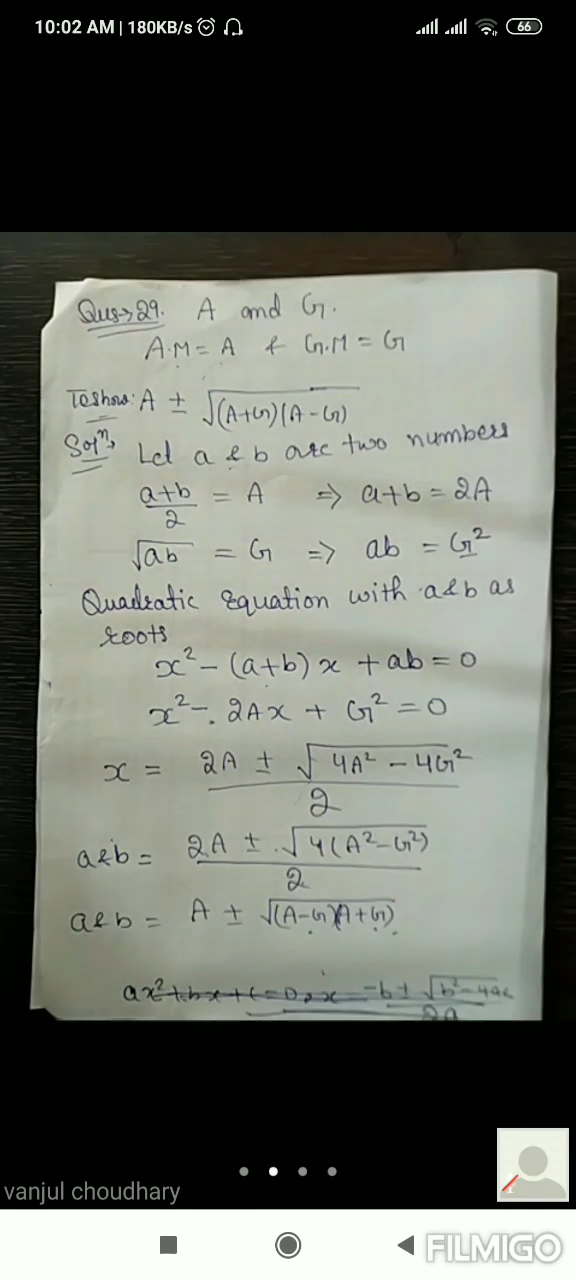 10:02 AM | 180KB/s
66
Ques→29. A and G.
A.M = A & G.M = G
To show: A ± √(A+G)(A-G)
Solⁿ, Let a & b are two numbers
a+b/2 = A ⇒ a+b = 2A
√ab = G ⇒ ab = G²
Quadratic Equation with a&b as
roots
x² - (a+b)x + ab = 0
x² - 2Ax + G² = 0
x = 2A ± √4A² - 4G² / 2
a&b = 2A ± √4(A²-G²) / 2
a&b = A ± √(A-G)(A+G)
ax²+bx+c=0, x = -b ± √b²-4ac / 2a
vanjul choudhary
FILMIGO